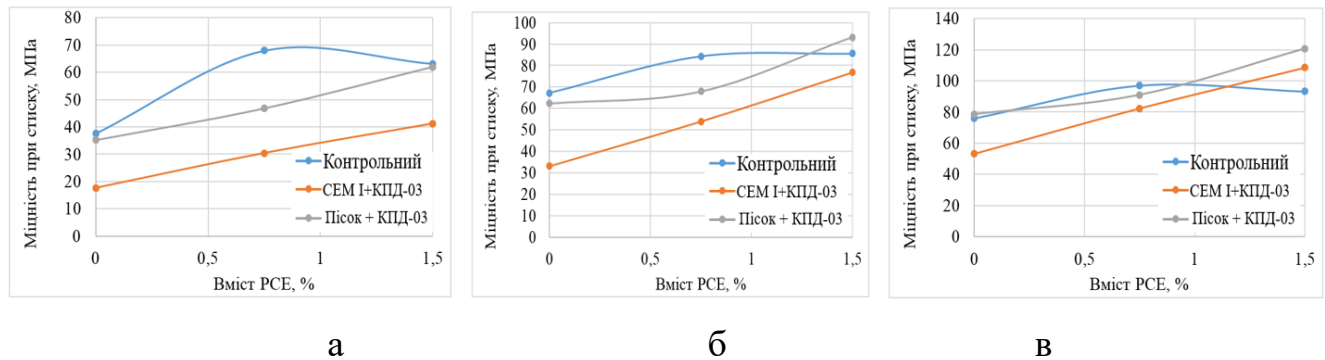 Міцність при стиску, МПа
80
70
60
50
40
30
20
10
0
0
0,5
1
1,5
Вміст PCE, %
Контрольний
CEM I+КПД-03
Пісок + КПД-03
а
Міцність при стиску, МПа
100
90
80
70
60
50
40
30
20
10
0
0
0,5
1
1,5
Вміст PCE, %
Контрольний
CEM I+КПД-03
Пісок + КПД-03
б
Міцність при стиску, МПа
140
120
100
80
60
40
20
0
0
0,5
1
1,5
Вміст PCE, %
Контрольний
CEM I+КПД-03
Пісок + КПД-03
в